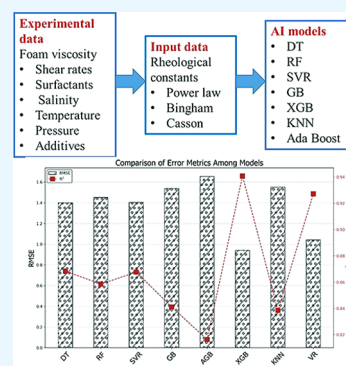 Experimental
data
Foam viscosity
• Shear rates
• Surfactants
• Salinity
• Temperature
• Pressure
• Additives
Input data
Rheological
constants
• Power law
• Bingham
• Casson
AI models
• DT
• RF
• SVR
• GB
• XGB
• KNN
• Ada Boost
Comparison of Error Metrics Among Models
RMSE
R²
RMSE
1.6
1.4
1.2
1.0
0.8
0.6
0.4
0.2
0.0
0.94
0.92
0.90
0.88
0.86
0.84
0.82
DT
RF
SVR
GB
AGB
XGB
KNN
VR